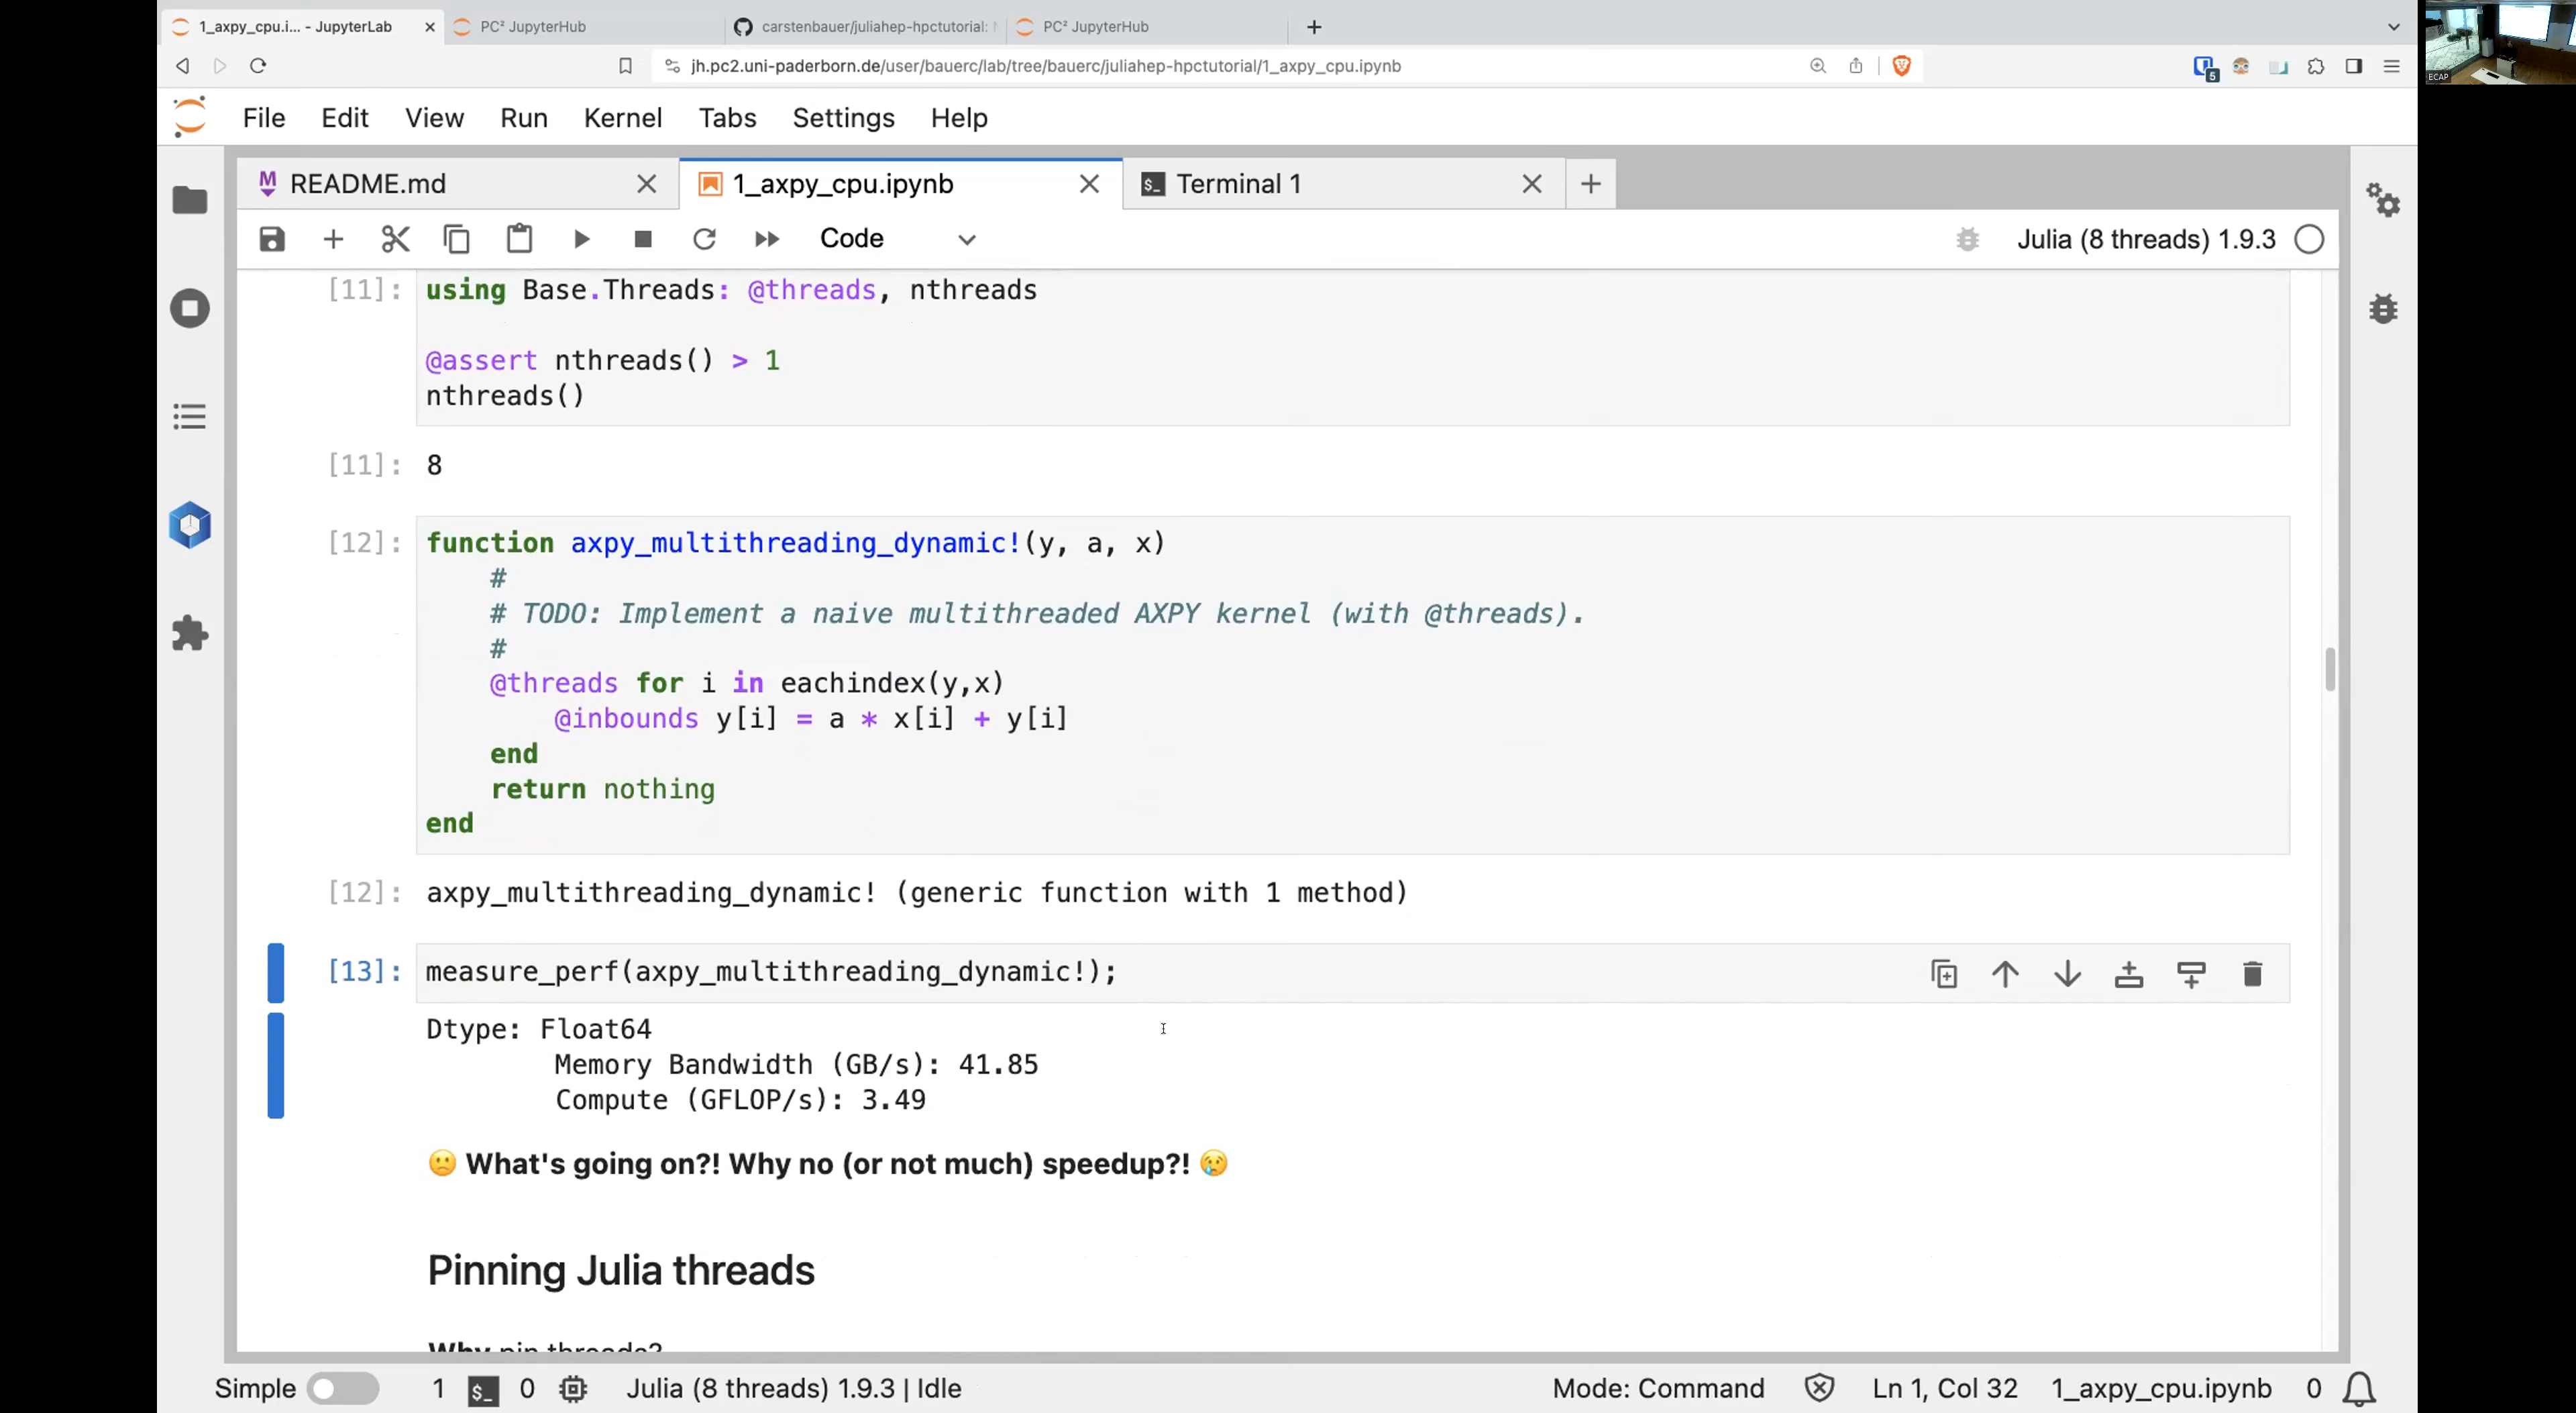 1_axpy_cpu.i... - JupyterLab
PC² JupyterHub
carstenbauer/juliahep-hpctutorial:
PC² JupyterHub
jh.pc2.uni-paderborn.de/user/bauerc/lab/tree/bauerc/juliahep-hpctutorial/1_axpy_cpu.ipynb
5
ECAP
File Edit View Run Kernel Tabs Settings Help
README.md
1_axpy_cpu.ipynb
Terminal 1
Code
Julia (8 threads) 1.9.3
[11]: using Base.Threads: @threads, nthreads
@assert nthreads() > 1
nthreads()
[11]: 8
[12]: function axpy_multithreading_dynamic!(y, a, x)
#
# TODO: Implement a naive multithreaded AXPY kernel (with @threads).
#
@threads for i in eachindex(y,x)
@inbounds y[i] = a * x[i] + y[i]
end
return nothing
end
[12]: axpy_multithreading_dynamic! (generic function with 1 method)
[13]: measure_perf(axpy_multithreading_dynamic!);
Dtype: Float64
Memory Bandwidth (GB/s): 41.85
Compute (GFLOP/s): 3.49
🙁 What's going on?! Why no (or not much) speedup?! 😢
Pinning Julia threads
Why pin threads?
Simple 1 $_ 0 Julia (8 threads) 1.9.3 | Idle Mode: Command Ln 1, Col 32 1_axpy_cpu.ipynb 0